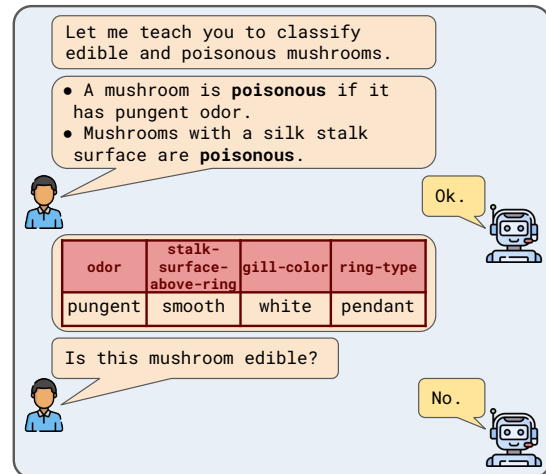 Let me teach you to classify
edible and poisonous mushrooms.
● A mushroom is poisonous if it
has pungent odor.
● Mushrooms with a silk stalk
surface are poisonous.
Ok.
odor stalk-surface-above-ring gill-color ring-type
pungent smooth white pendant
Is this mushroom edible?
No.